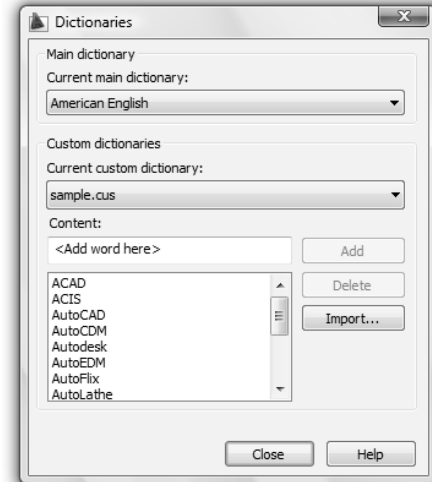 Dictionaries
Main dictionary
Current main dictionary:
American English
Custom dictionaries
Current custom dictionary:
sample.cus
Content:
<Add word here>
Add
ACAD
ACIS
AutoCAD
AutoCDM
Autodesk
AutoEDM
AutoFlix
AutoLathe
Delete
Import...
Close
Help